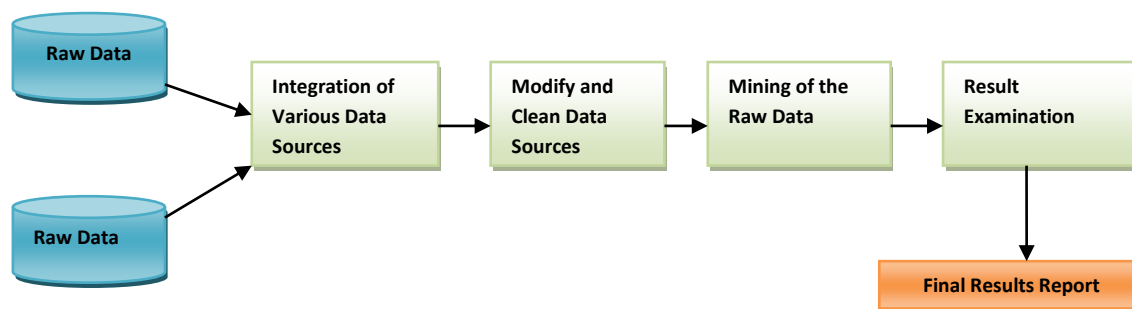 Raw Data
Integration of
Various Data
Sources
Modify and
Clean Data
Sources
Mining of the
Raw Data
Result
Examination
Raw Data
Final Results Report